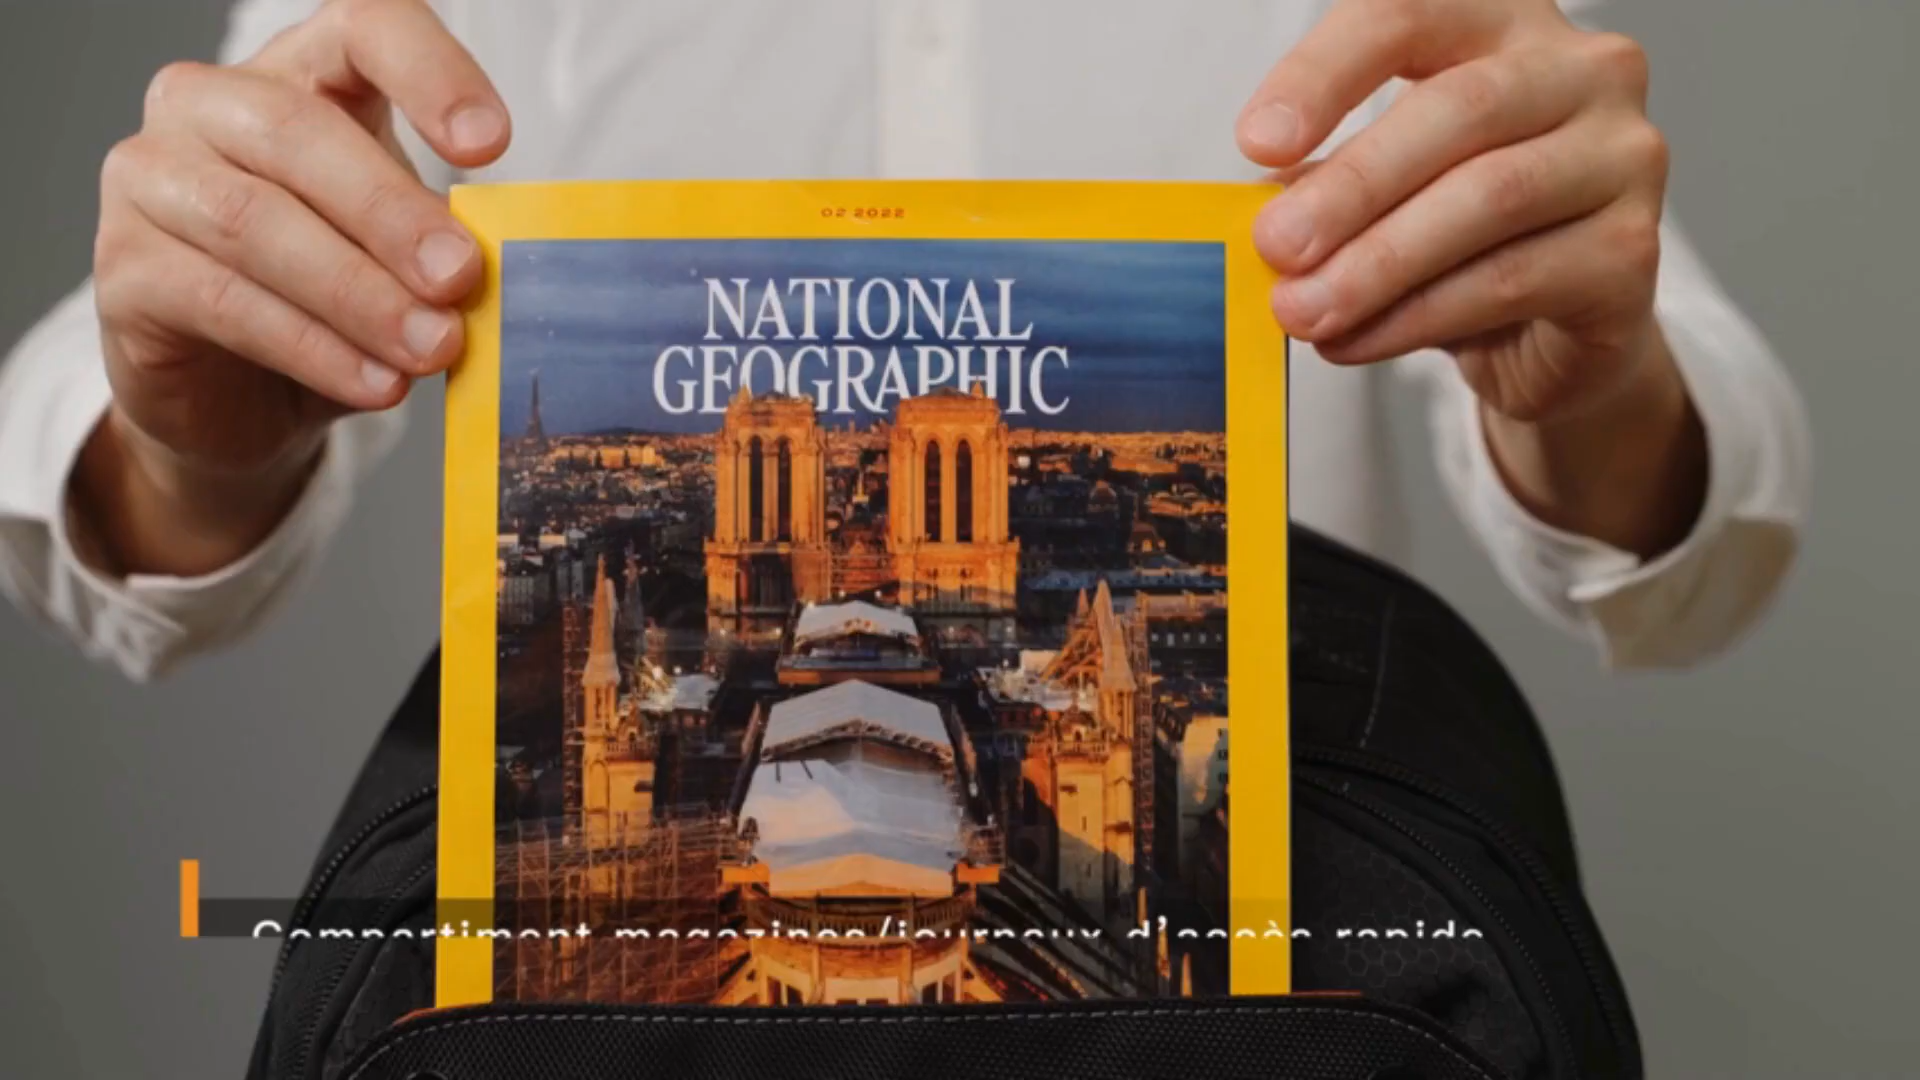 02 2022
NATIONAL
GEOGRAPHIC
Compartiment magazines/journaux d'accès rapide